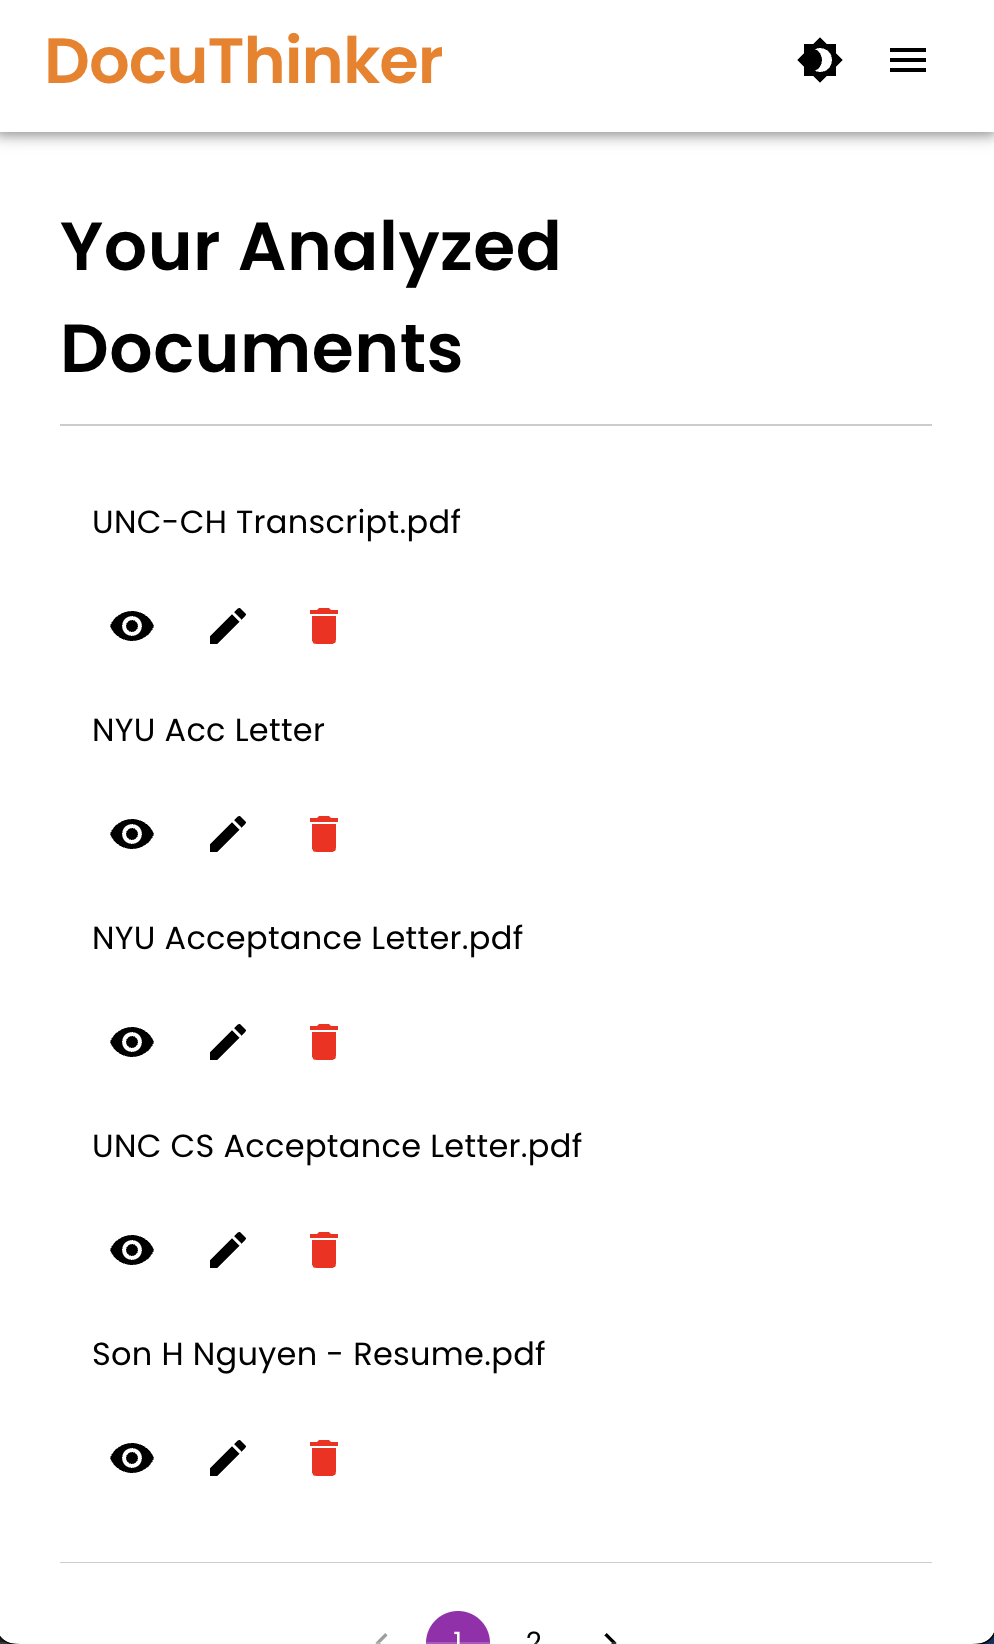 DocuThinker
Your Analyzed
Documents
UNC-CH Transcript.pdf
NYU Acc Letter
NYU Acceptance Letter.pdf
UNC CS Acceptance Letter.pdf
Son H Nguyen - Resume.pdf
1 2